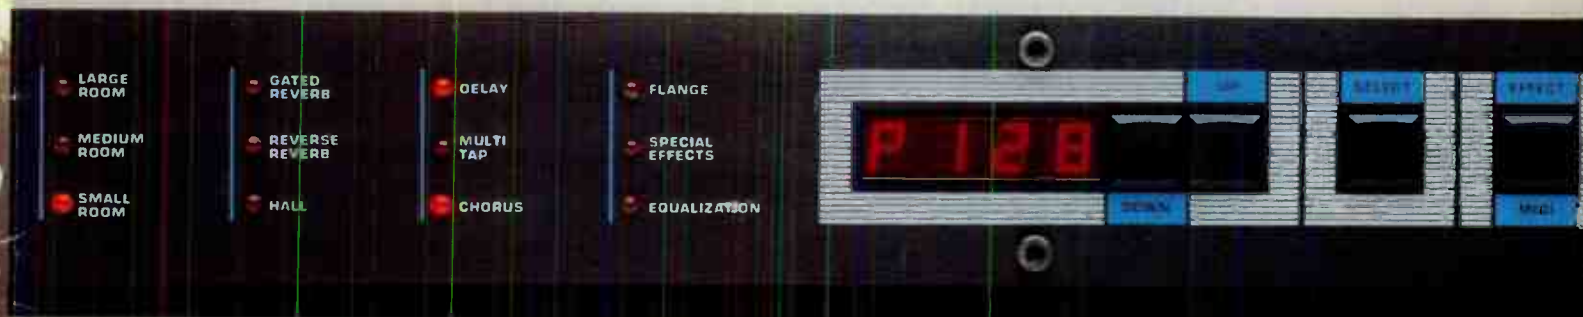 LARGE
ROOM
MEDIUM
ROOM
SMALL
ROOM
GATED
REVERB
REVERSE
REVERB
HALL
DELAY
MULTI
TAP
CHORUS
FLANGE
SPECIAL
EFFECTS
EQUALIZATION
P 128
UP
DOWN
SELECT
EFFECT
MIDI